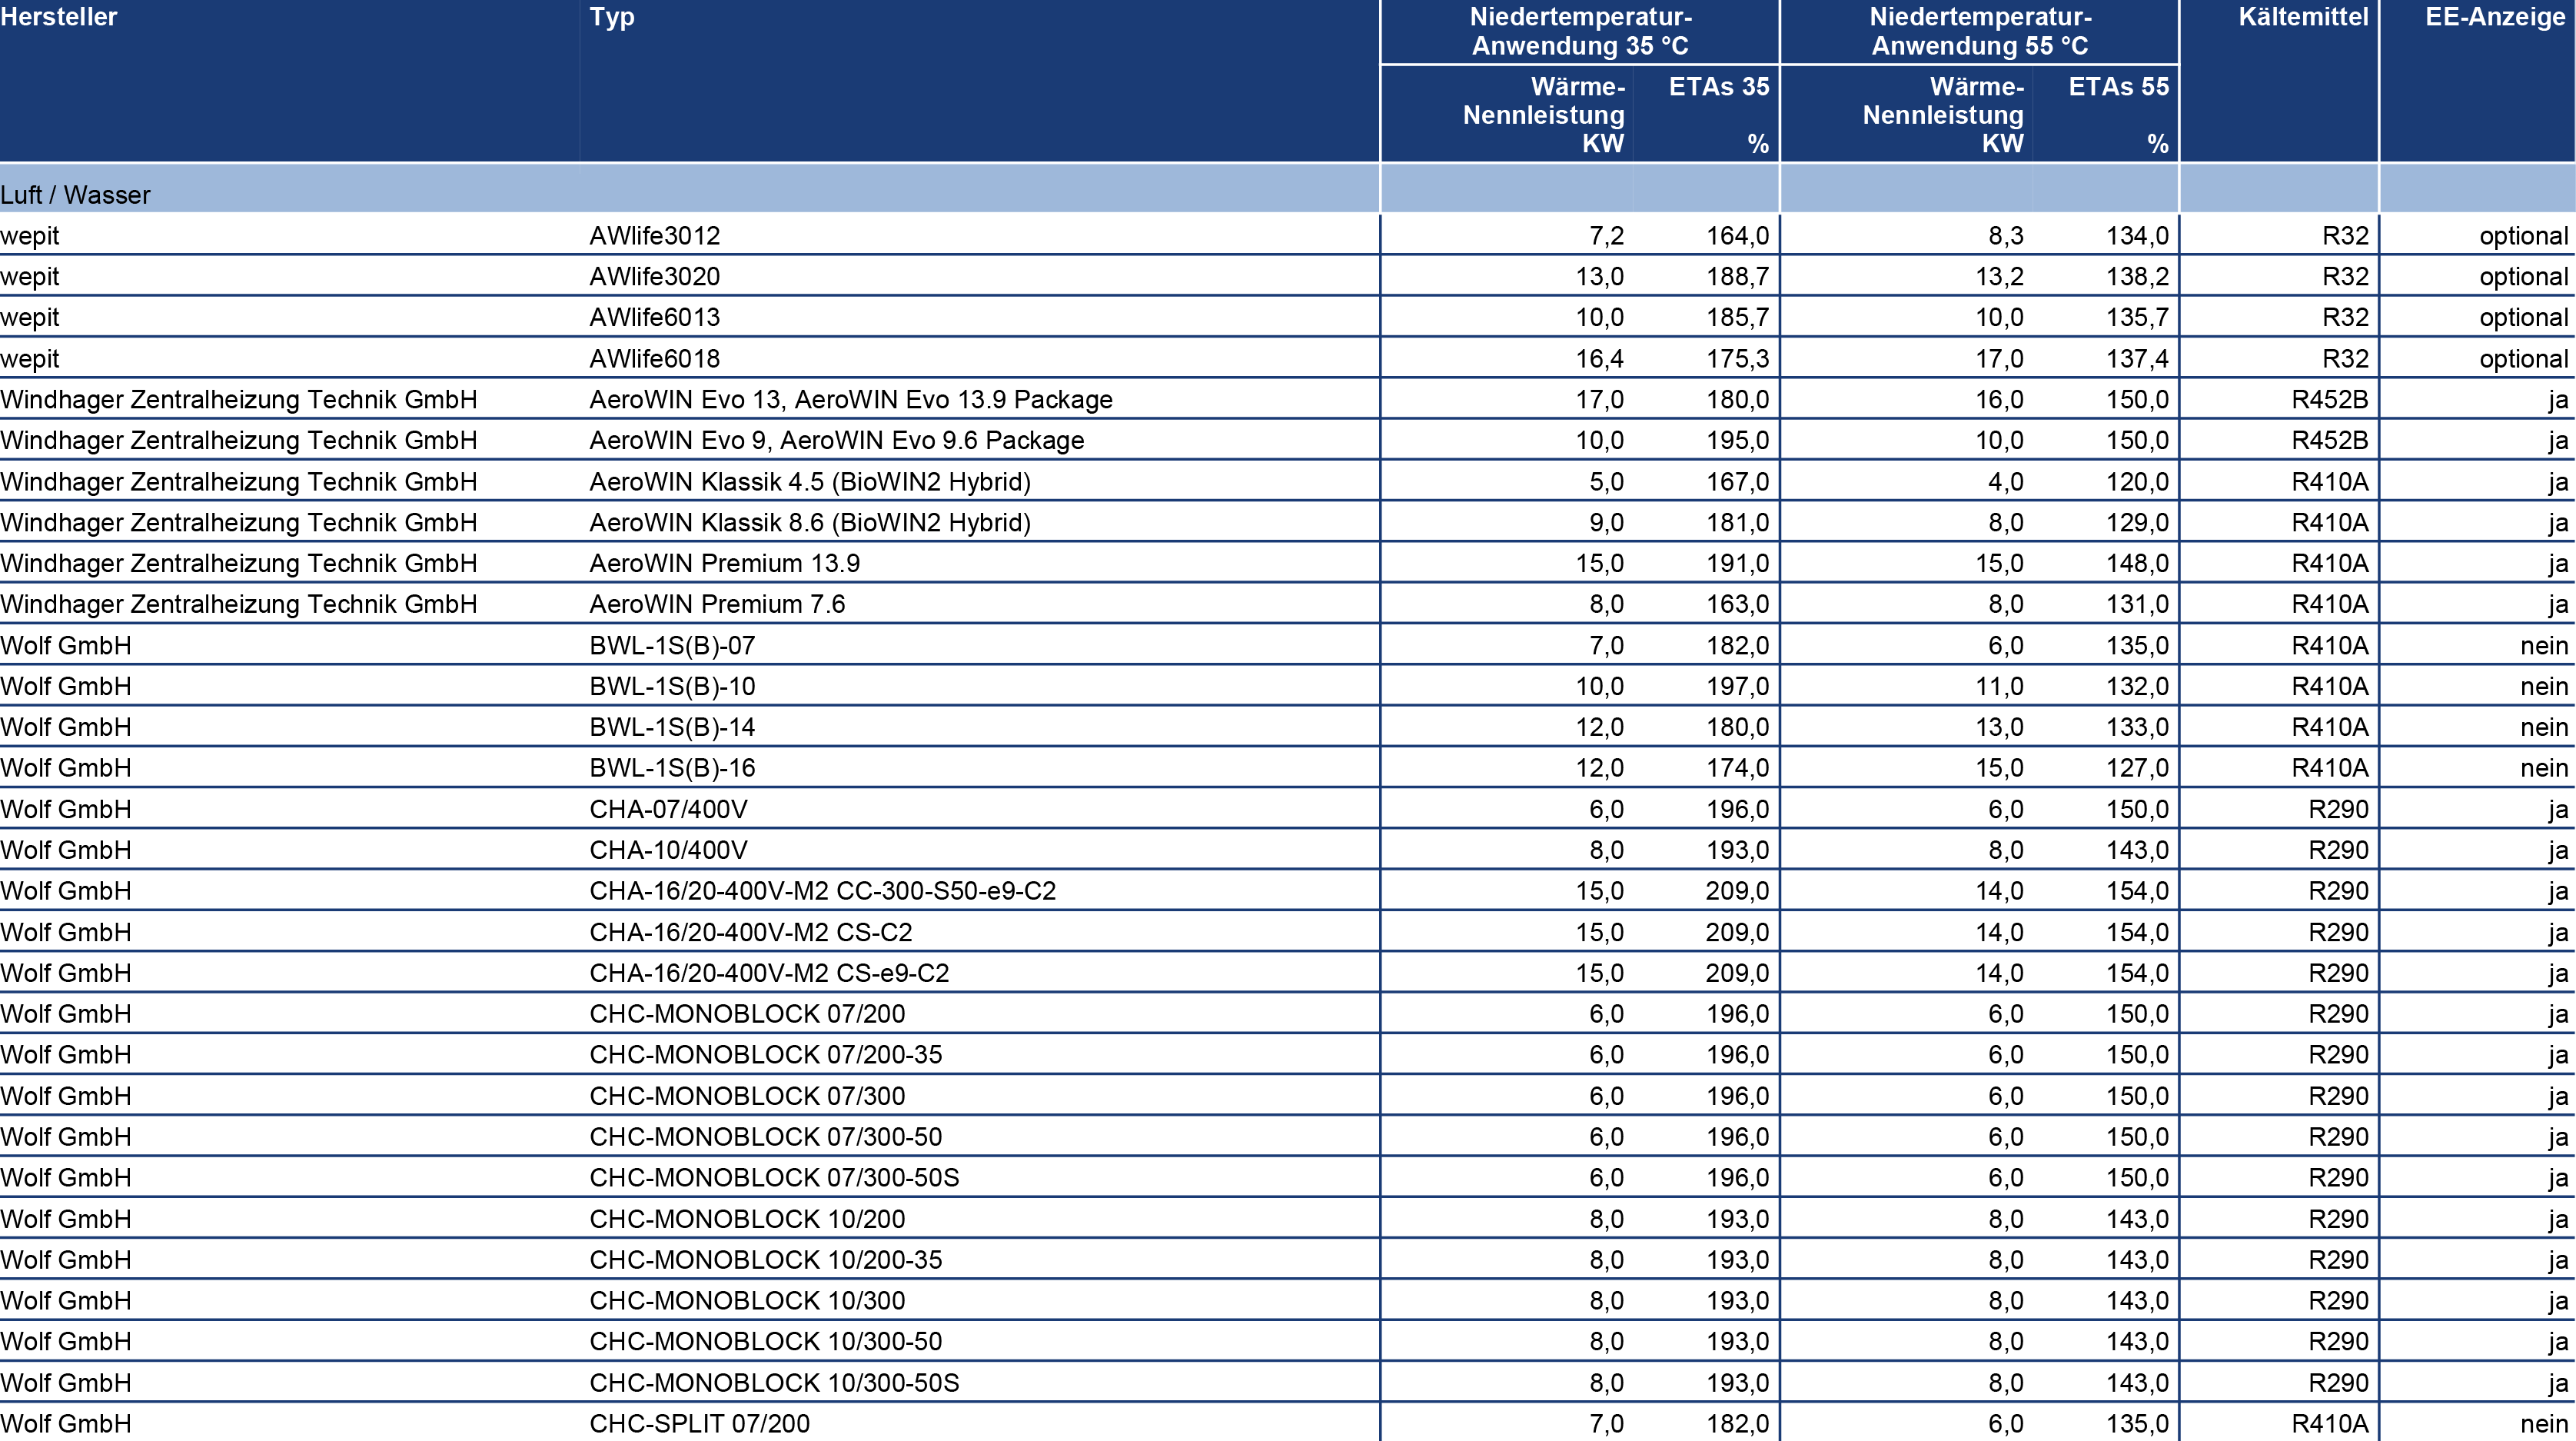 Hersteller Typ Niedertemperatur- Niedertemperatur- Kältemittel EE-Anzeige
Anwendung 35 °C Anwendung 55 °C
Wärme- ETAs 35 Wärme- ETAs 55
Nennleistung Nennleistung
KW % KW %
Luft / Wasser
wepit AWlife3012 7,2 164,0 8,3 134,0 R32 optional
wepit AWlife3020 13,0 188,7 13,2 138,2 R32 optional
wepit AWlife6013 10,0 185,7 10,0 135,7 R32 optional
wepit AWlife6018 16,4 175,3 17,0 137,4 R32 optional
Windhager Zentralheizung Technik GmbH AeroWIN Evo 13, AeroWIN Evo 13.9 Package 17,0 180,0 16,0 150,0 R452B ja
Windhager Zentralheizung Technik GmbH AeroWIN Evo 9, AeroWIN Evo 9.6 Package 10,0 195,0 10,0 150,0 R452B ja
Windhager Zentralheizung Technik GmbH AeroWIN Klassik 4.5 (BioWIN2 Hybrid) 5,0 167,0 4,0 120,0 R410A ja
Windhager Zentralheizung Technik GmbH AeroWIN Klassik 8.6 (BioWIN2 Hybrid) 9,0 181,0 8,0 129,0 R410A ja
Windhager Zentralheizung Technik GmbH AeroWIN Premium 13.9 15,0 191,0 15,0 148,0 R410A ja
Windhager Zentralheizung Technik GmbH AeroWIN Premium 7.6 8,0 163,0 8,0 131,0 R410A ja
Wolf GmbH BWL-1S(B)-07 7,0 182,0 6,0 135,0 R410A nein
Wolf GmbH BWL-1S(B)-10 10,0 197,0 11,0 132,0 R410A nein
Wolf GmbH BWL-1S(B)-14 12,0 180,0 13,0 133,0 R410A nein
Wolf GmbH BWL-1S(B)-16 12,0 174,0 15,0 127,0 R410A nein
Wolf GmbH CHA-07/400V 6,0 196,0 6,0 150,0 R290 ja
Wolf GmbH CHA-10/400V 8,0 193,0 8,0 143,0 R290 ja
Wolf GmbH CHA-16/20-400V-M2 CC-300-S50-e9-C2 15,0 209,0 14,0 154,0 R290 ja
Wolf GmbH CHA-16/20-400V-M2 CS-C2 15,0 209,0 14,0 154,0 R290 ja
Wolf GmbH CHA-16/20-400V-M2 CS-e9-C2 15,0 209,0 14,0 154,0 R290 ja
Wolf GmbH CHC-MONOBLOCK 07/200 6,0 196,0 6,0 150,0 R290 ja
Wolf GmbH CHC-MONOBLOCK 07/200-35 6,0 196,0 6,0 150,0 R290 ja
Wolf GmbH CHC-MONOBLOCK 07/300 6,0 196,0 6,0 150,0 R290 ja
Wolf GmbH CHC-MONOBLOCK 07/300-50 6,0 196,0 6,0 150,0 R290 ja
Wolf GmbH CHC-MONOBLOCK 07/300-50S 6,0 196,0 6,0 150,0 R290 ja
Wolf GmbH CHC-MONOBLOCK 10/200 8,0 193,0 8,0 143,0 R290 ja
Wolf GmbH CHC-MONOBLOCK 10/200-35 8,0 193,0 8,0 143,0 R290 ja
Wolf GmbH CHC-MONOBLOCK 10/300 8,0 193,0 8,0 143,0 R290 ja
Wolf GmbH CHC-MONOBLOCK 10/300-50 8,0 193,0 8,0 143,0 R290 ja
Wolf GmbH CHC-MONOBLOCK 10/300-50S 8,0 193,0 8,0 143,0 R290 ja
Wolf GmbH CHC-SPLIT 07/200 7,0 182,0 6,0 135,0 R410A nein